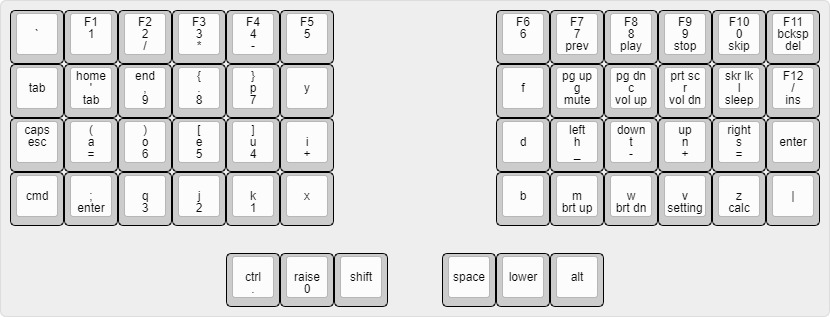 F1 F2 F3 F4 F5 F6 F7 F8 F9 F10 F11
` 1 2 3 4 5 6 7 8 9 0 bcksp
/ * - prev play stop skip del
home end { } pg up pg dn prt sc skr lk F12
tab ' , . p y f g c r l /
tab 9 8 7 mute vol up vol dn sleep ins
caps ( ) [ ] left down up right
esc a o e u i d h t n s enter
= 6 5 4 + _ - + =
cmd ; q j k x b m w v z |
enter 3 2 1 brt up brt dn setting calc
ctrl raise shift space lower alt
. 0